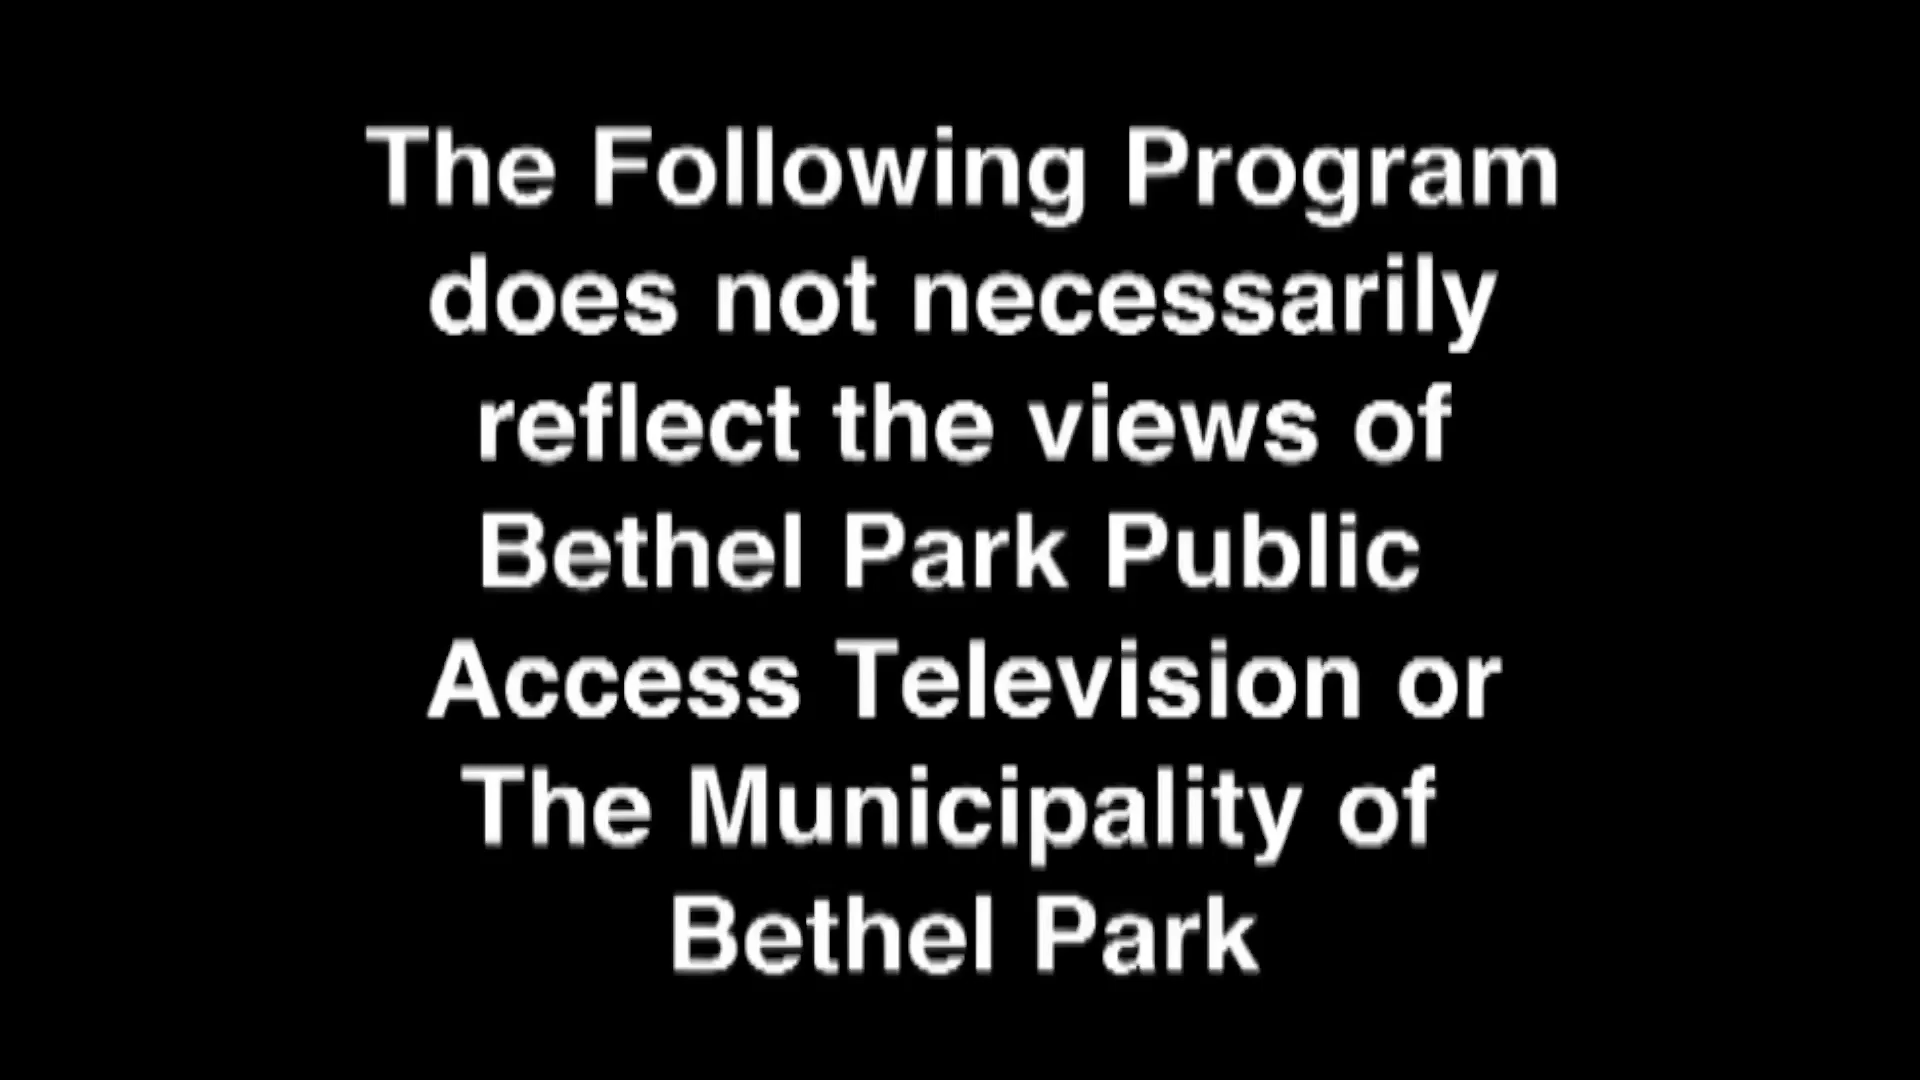 The Following Program
does not necessarily
reflect the views of
Bethel Park Public
Access Television or
The Municipality of
Bethel Park